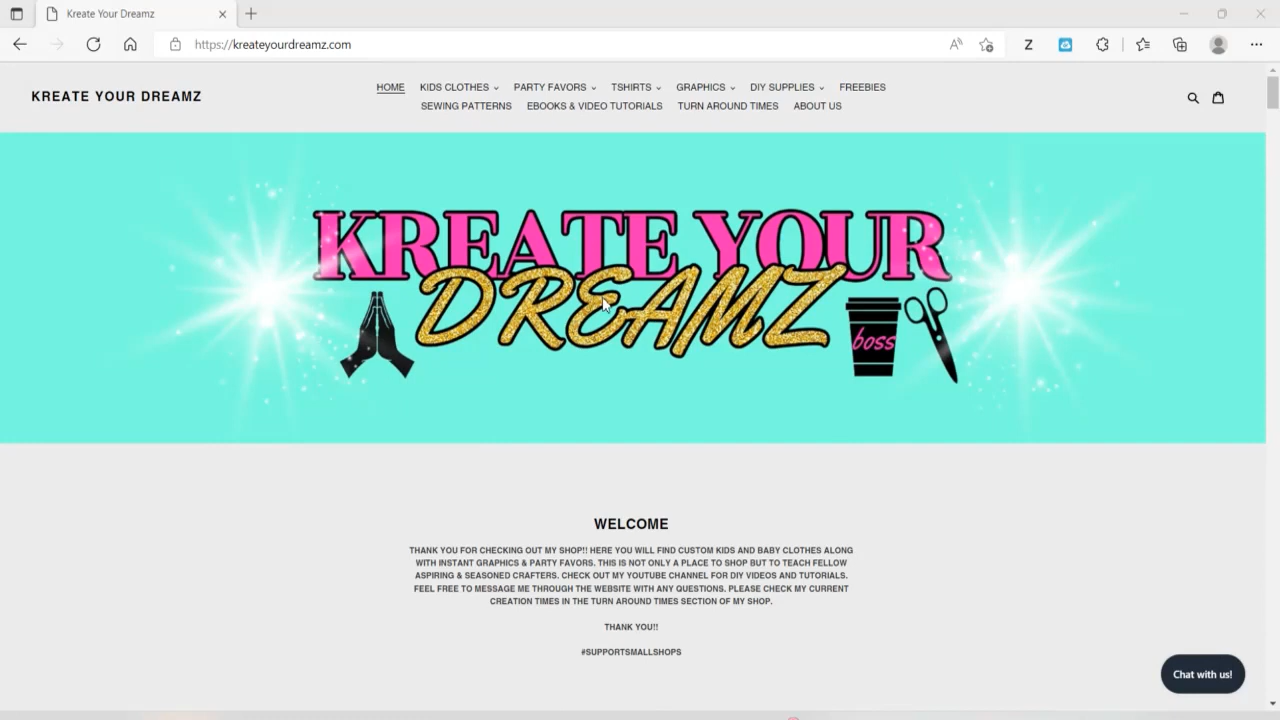 Kreate Your Dreamz
https://kreateyourdreamz.com
A
Z
KREATE YOUR DREAMZ
HOME KIDS CLOTHES PARTY FAVORS TSHIRTS GRAPHICS DIY SUPPLIES FREEBIES
SEWING PATTERNS EBOOKS & VIDEO TUTORIALS TURN AROUND TIMES ABOUT US
KREATE YOUR
DREAMZ
boss
WELCOME
THANK YOU FOR CHECKING OUT MY SHOP!! HERE YOU WILL FIND CUSTOM KIDS AND BABY CLOTHES ALONG
WITH INSTANT GRAPHICS & PARTY FAVORS. THIS IS NOT ONLY A PLACE TO SHOP BUT TO TEACH FELLOW
ASPIRING & SEASONED CRAFTERS. CHECK OUT MY YOUTUBE CHANNEL FOR DIY VIDEOS AND TUTORIALS.
FEEL FREE TO MESSAGE ME THROUGH THE WEBSITE WITH ANY QUESTIONS. PLEASE CHECK MY CURRENT
CREATION TIMES IN THE TURN AROUND TIMES SECTION OF MY SHOP.
THANK YOU!!
#SUPPORTSMALLSHOPS
Chat with us!